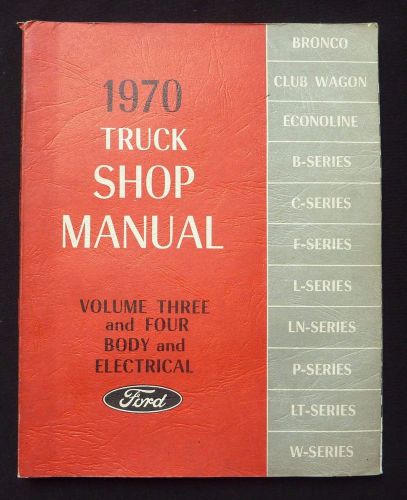 1970
TRUCK
SHOP
MANUAL
VOLUME THREE
and FOUR
BODY and
ELECTRICAL
Ford
BRONCO
CLUB WAGON
ECONOLINE
B-SERIES
C-SERIES
F-SERIES
L-SERIES
LN-SERIES
P-SERIES
LT-SERIES
W-SERIES